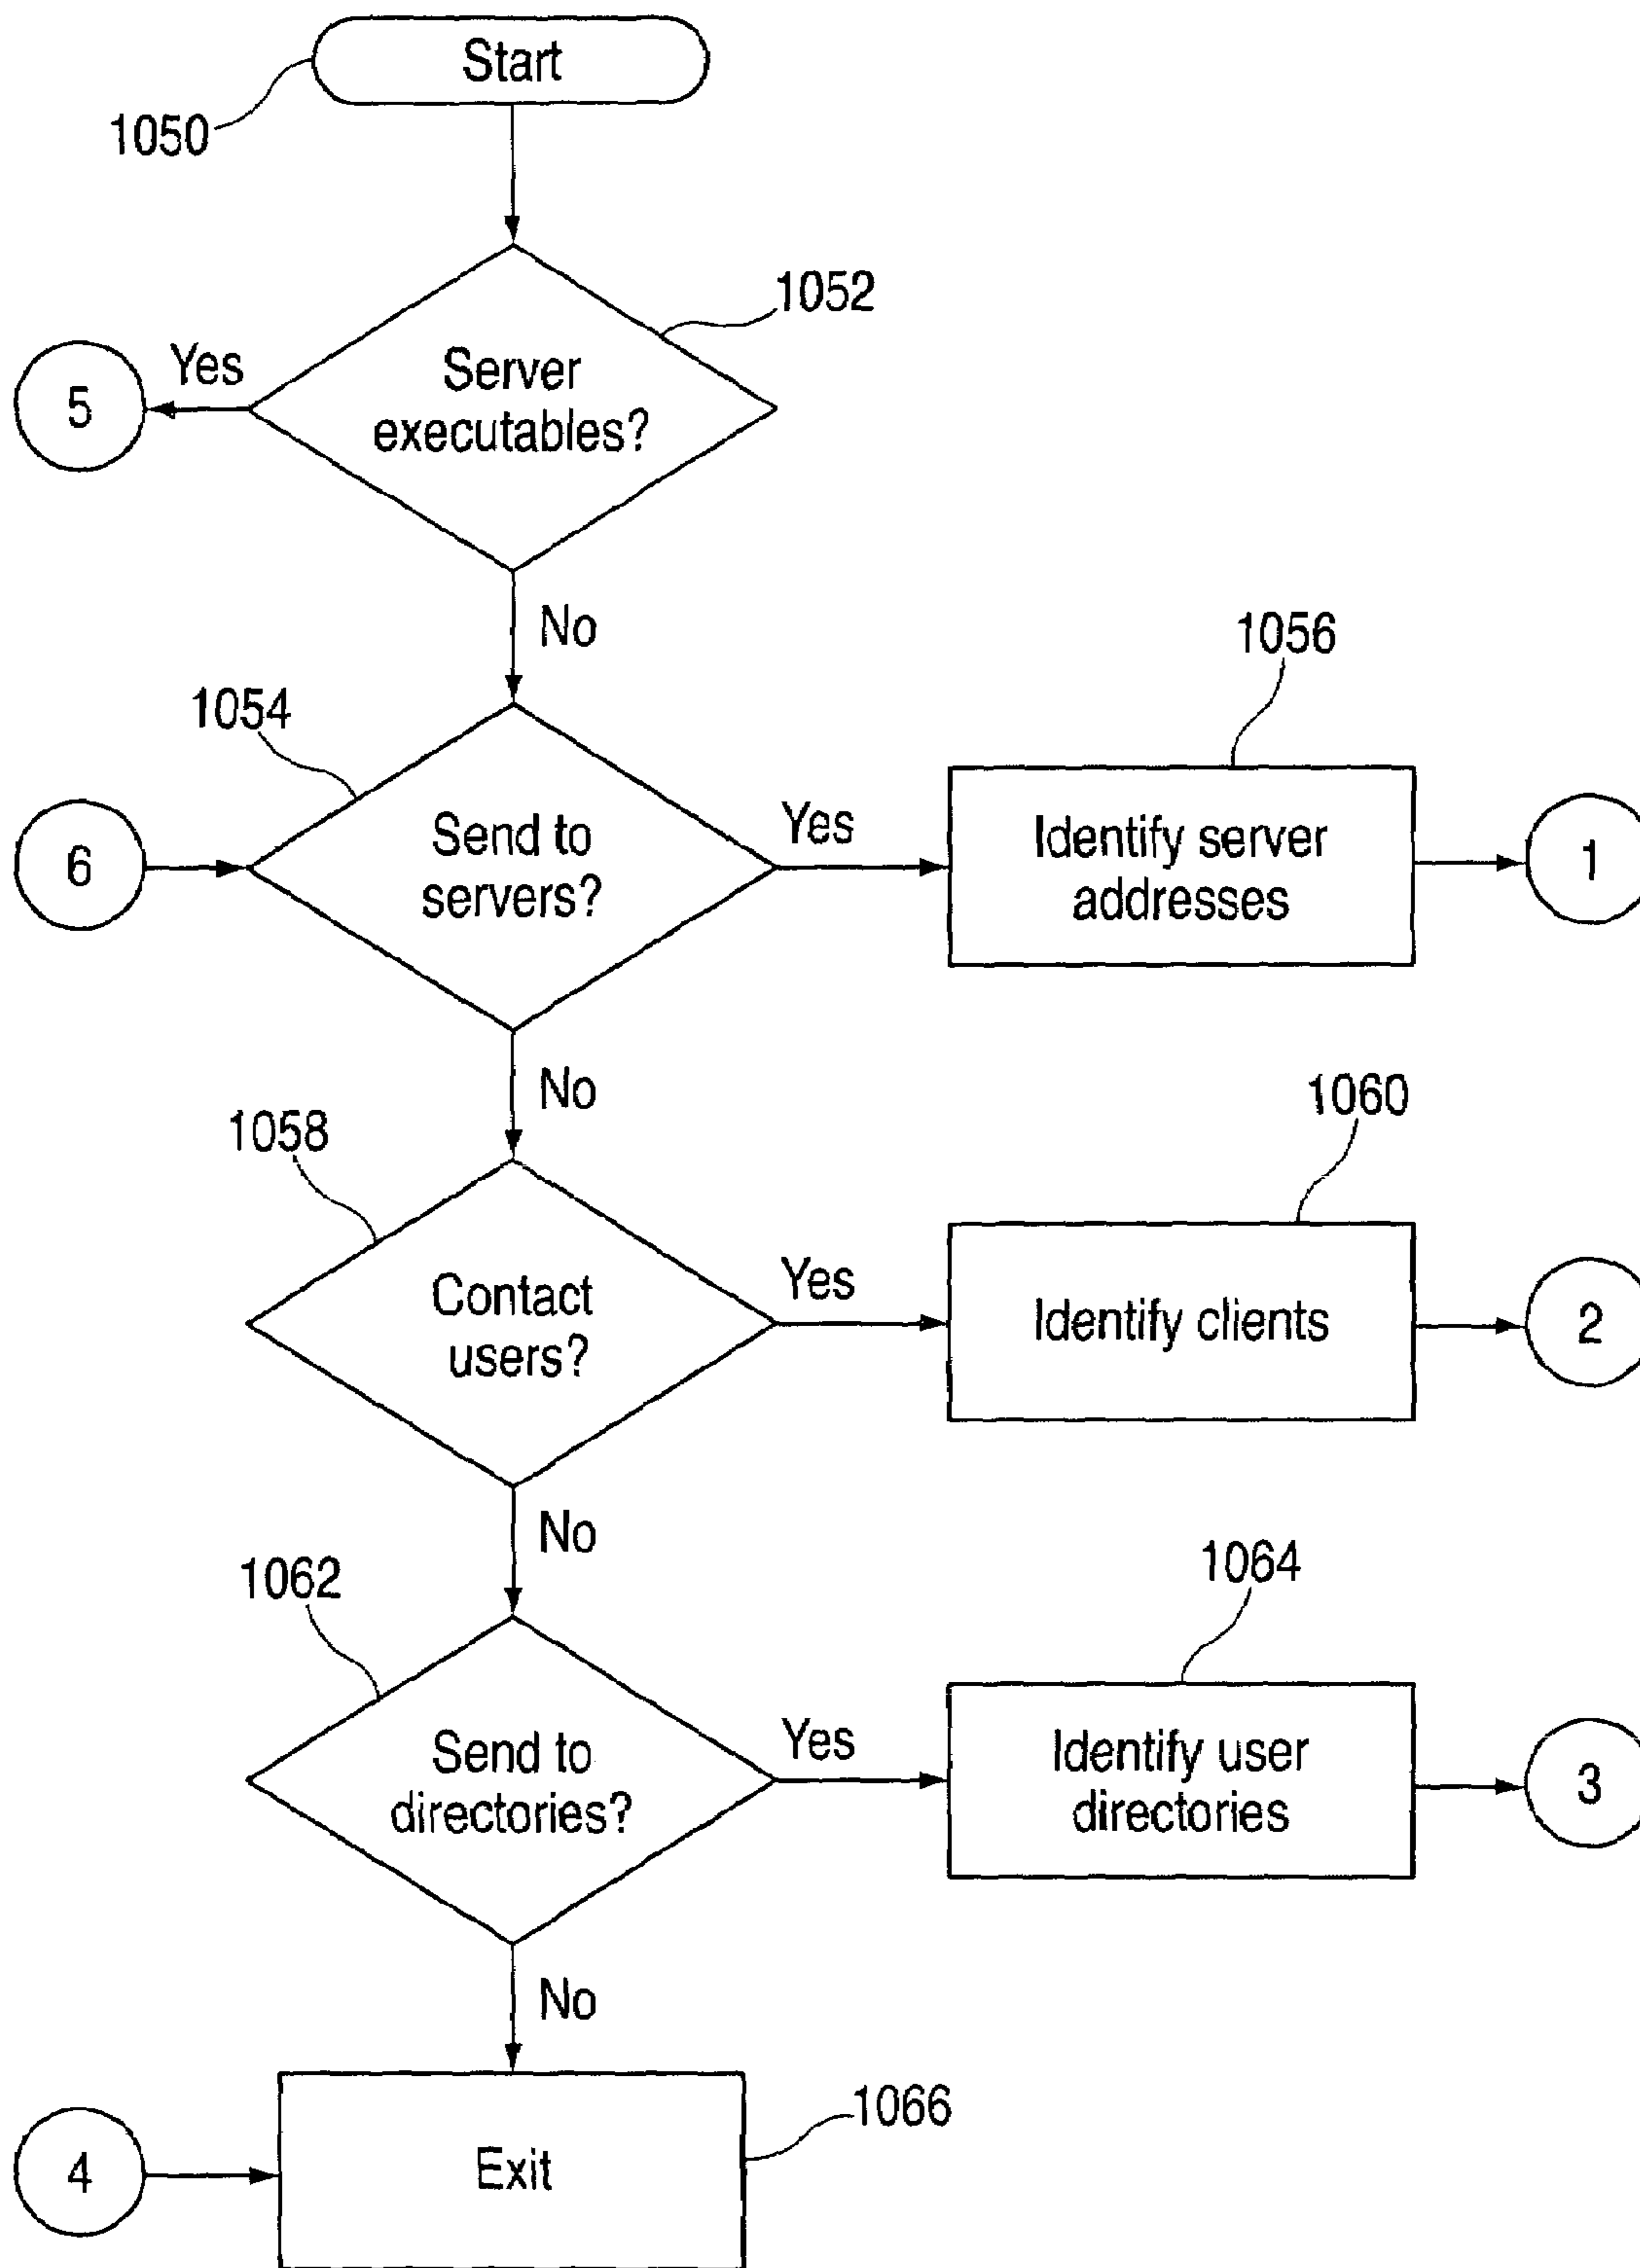 Start
1050
1052
Yes
5
Server
executables?
No
1056
1054
6
Send to
servers?
Yes
Identify server
addresses
1
No
1060
1058
Contact
users?
Yes
Identify clients
2
No
1064
1062
Send to
directories?
Yes
Identify user
directories
3
No
1066
4
Exit